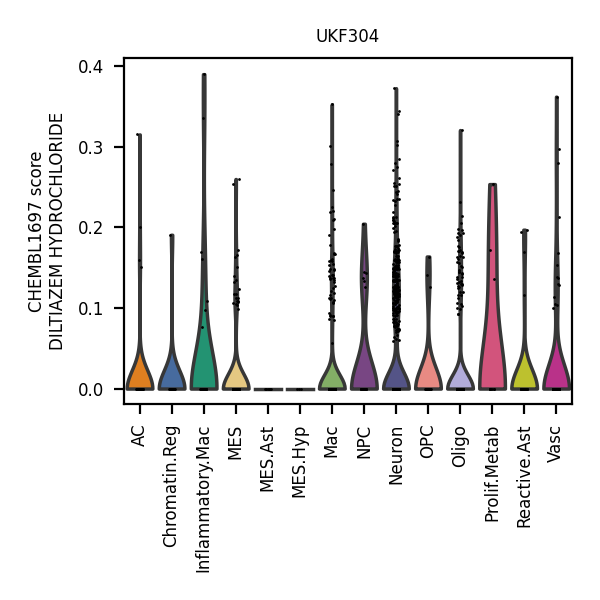 UKF304
CHEMBL1697 score
DILTIAZEM HYDROCHLORIDE
0.4
0.3
0.2
0.1
0.0
AC
Chromatin.Reg
Inflammatory.Mac
MES
MES.Ast
MES.Hyp
Mac
NPC
Neuron
OPC
Oligo
Prolif.Metab
Reactive.Ast
Vasc